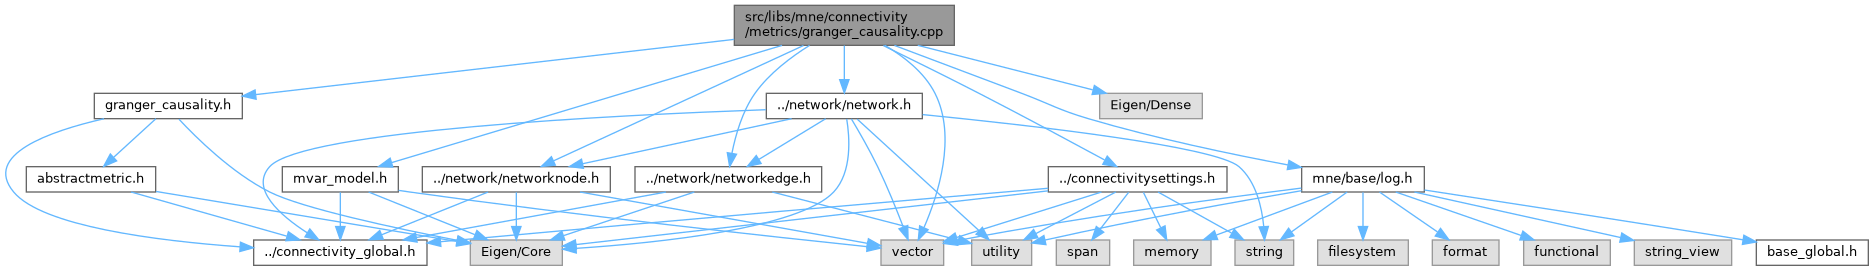 src/libs/mne/connectivity
/metrics/granger_causality.cpp
granger_causality.h
../network/network.h
Eigen/Dense
abstractmetric.h
mvar_model.h
../network/networknode.h
../network/networkedge.h
../connectivitysettings.h
mne/base/log.h
../connectivity_global.h
Eigen/Core
vector
utility
span
memory
string
filesystem
format
functional
string_view
base_global.h